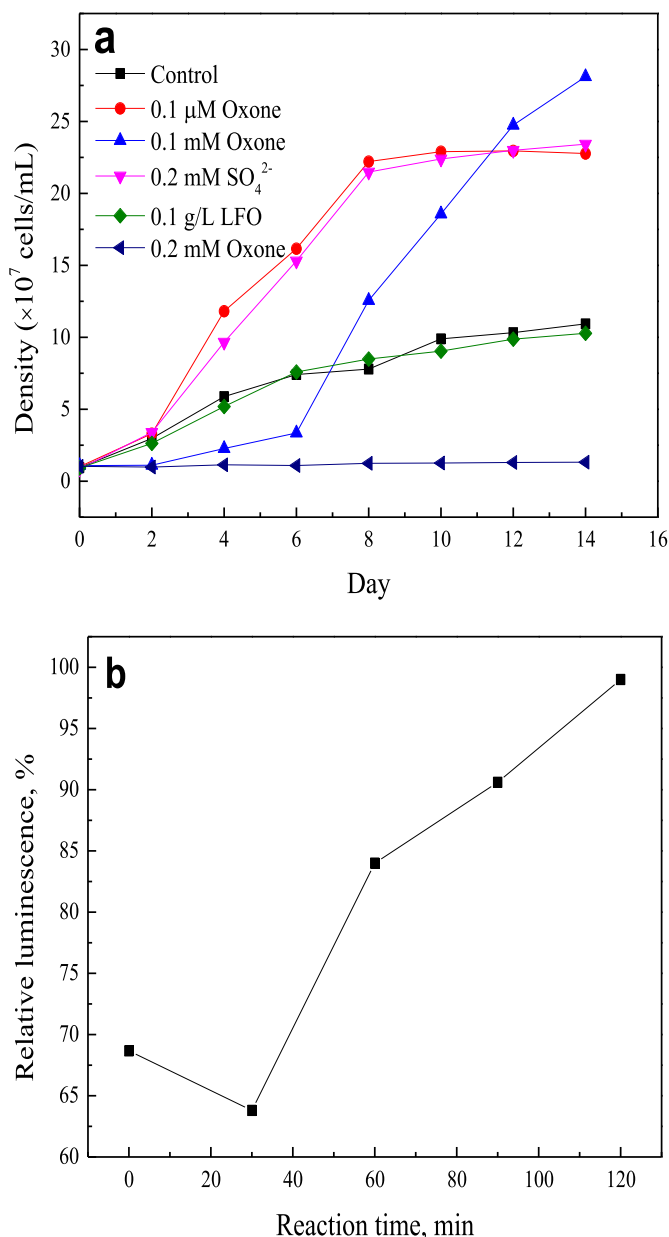 a
30
25
20
15
10
5
0
Density (×10⁷ cells/mL)
Control
0.1 μM Oxone
0.1 mM Oxone
0.2 mM SO₄²⁻
0.1 g/L LFO
0.2 mM Oxone
0 2 4 6 8 10 12 14 16
Day
b
100
95
90
85
80
75
70
65
60
Relative luminescence, %
0 20 40 60 80 100 120
Reaction time, min